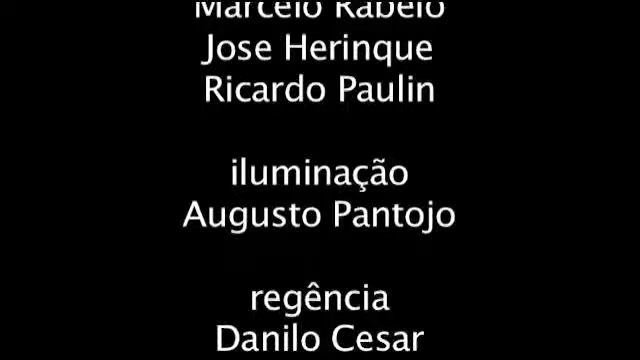 Marcelo Rabelo
Jose Herinque
Ricardo Paulin
iluminação
Augusto Pantojo
regência
Danilo Cesar